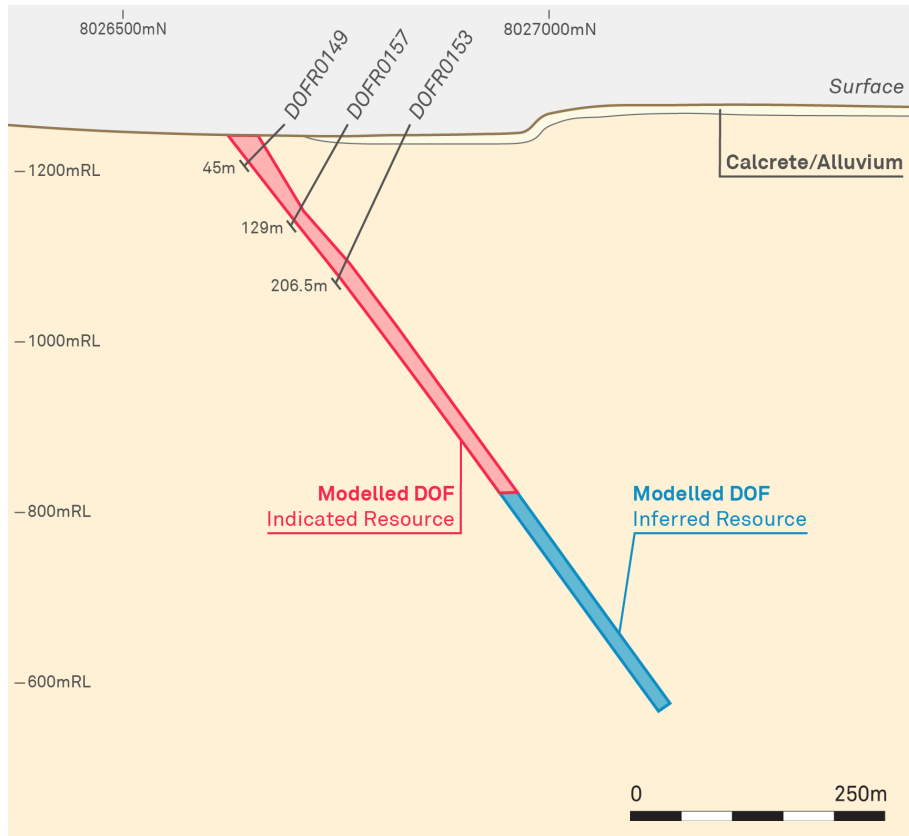 8026500mN
8027000mN
DOFR0149
DOFR0157
DOFR0153
Surface
Calcrete/Alluvium
–1200mRL
45m
129m
206.5m
–1000mRL
Modelled DOF
Indicated Resource
Modelled DOF
Inferred Resource
–800mRL
–600mRL
0
250m